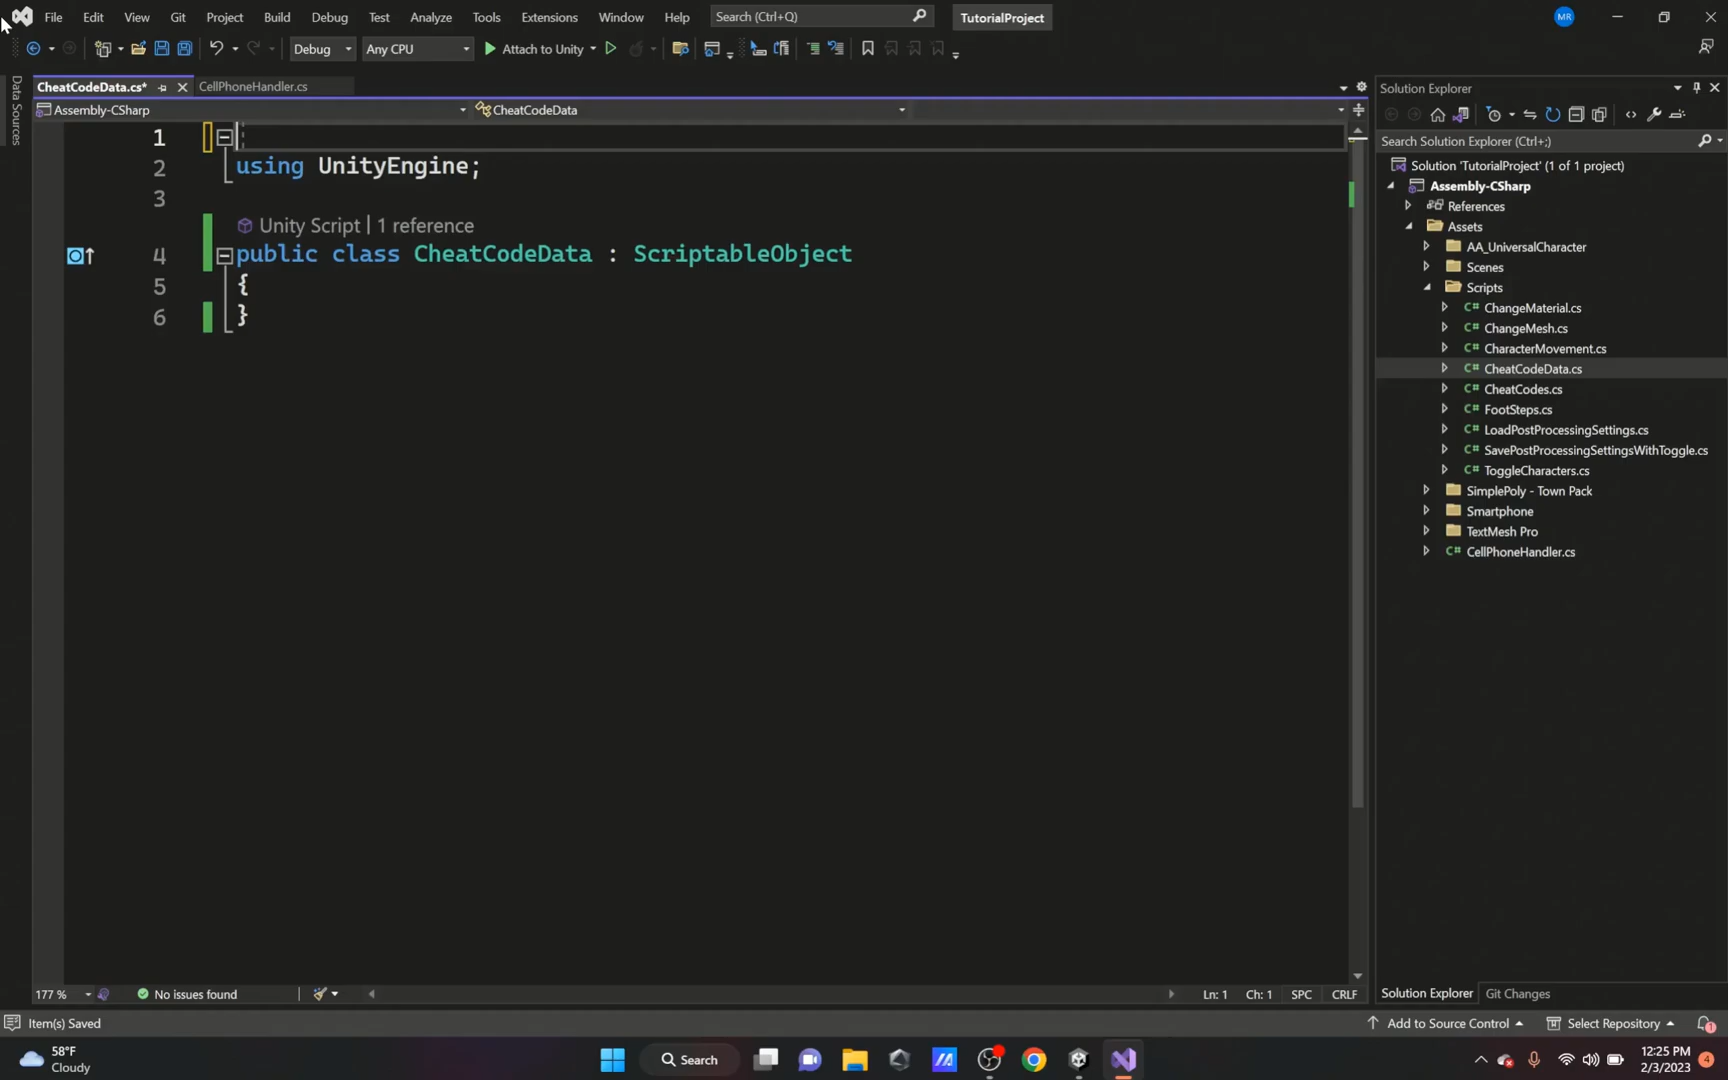 File Edit View Git Project Build Debug Test Analyze Tools Extensions Window Help Search (Ctrl+Q) TutorialProject MR
Debug Any CPU Attach to Unity
Data Sources
CheatCodeData.cs* CellPhoneHandler.cs
Assembly-CSharp CheatCodeData
1
2 using UnityEngine;
3
Unity Script | 1 reference
4 public class CheatCodeData : ScriptableObject
5 {
6 }
177 % No issues found Ln: 1 Ch: 1 SPC CRLF
Solution Explorer
Search Solution Explorer (Ctrl+;)
Solution 'TutorialProject' (1 of 1 project)
Assembly-CSharp
References
Assets
AA_UniversalCharacter
Scenes
Scripts
C# ChangeMaterial.cs
C# ChangeMesh.cs
C# CharacterMovement.cs
C# CheatCodeData.cs
C# CheatCodes.cs
C# FootSteps.cs
C# LoadPostProcessingSettings.cs
C# SavePostProcessingSettingsWithToggle.cs
C# ToggleCharacters.cs
SimplePoly - Town Pack
Smartphone
TextMesh Pro
C# CellPhoneHandler.cs
Solution Explorer Git Changes
Item(s) Saved Add to Source Control Select Repository 1
58°F
Cloudy
Search
12:25 PM
2/3/2023
4